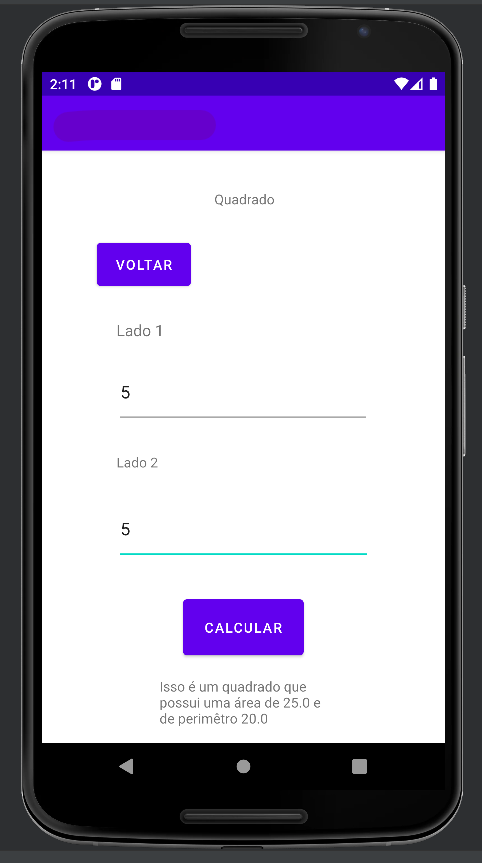 2:11
Quadrado
VOLTAR
Lado 1
5
Lado 2
5
CALCULAR
Isso é um quadrado que
possui uma área de 25.0 e
de perimêtro 20.0